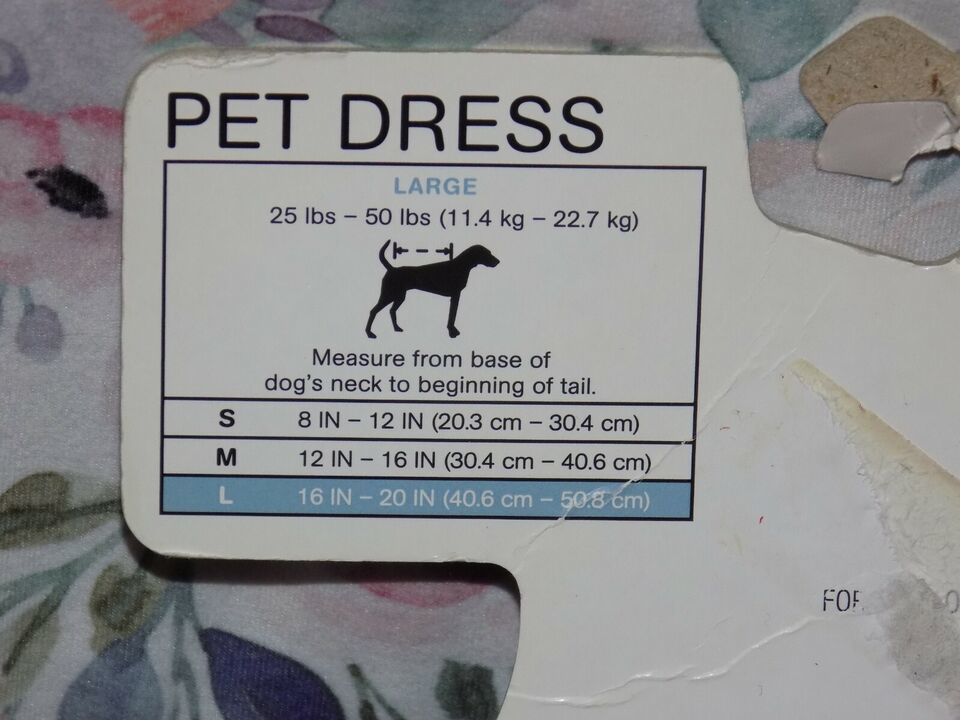 PET DRESS
LARGE
25 lbs – 50 lbs (11.4 kg – 22.7 kg)
Measure from base of
dog's neck to beginning of tail.
S 8 IN – 12 IN (20.3 cm – 30.4 cm)
M 12 IN – 16 IN (30.4 cm – 40.6 cm)
L 16 IN – 20 IN (40.6 cm – 50.8 cm)